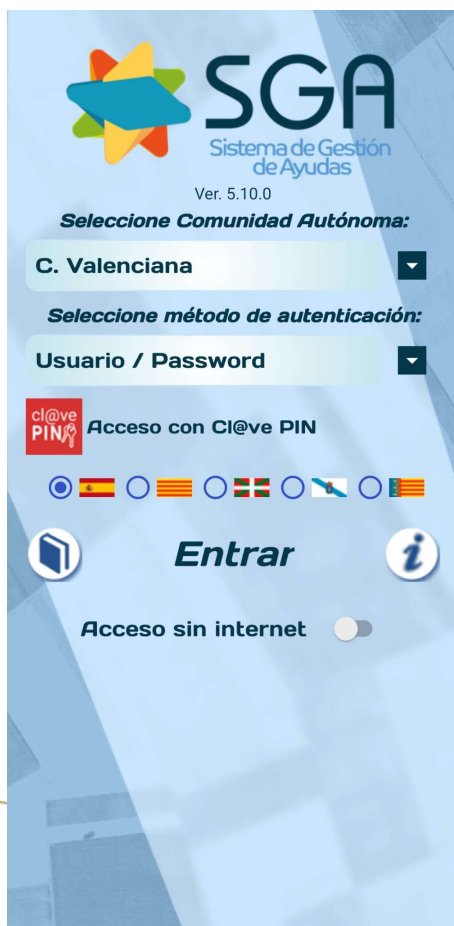 SGA
Sistema de Gestión
de Ayudas
Ver. 5.10.0
Seleccione Comunidad Autónoma:
C. Valenciana
Seleccione método de autenticación:
Usuario / Password
cl@ve
PIN
Acceso con Cl@ve PIN
Entrar
i
Acceso sin internet